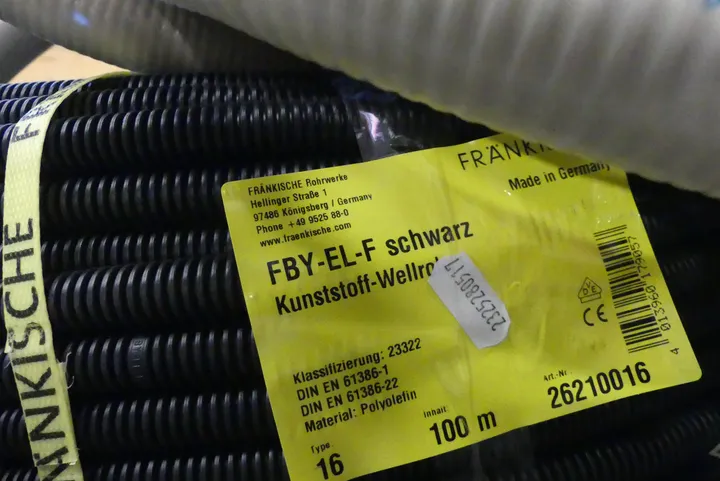 FRÄNKISCHE
FRÄNKISCHE Rohrwerke
Hellinger Straße 1
97486 Königsberg / Germany
Phone +49 9525 88-0
www.fraenkische.com
Made in Germany
FBY-EL-F schwarz
Kunststoff-Wellro
2325280517
Klassifizierung: 23322
DIN EN 61386-1
DIN EN 61386-22
Material: Polyolefin
Type
16
Inhalt
100 m
Art.-Nr.
26210016
CE